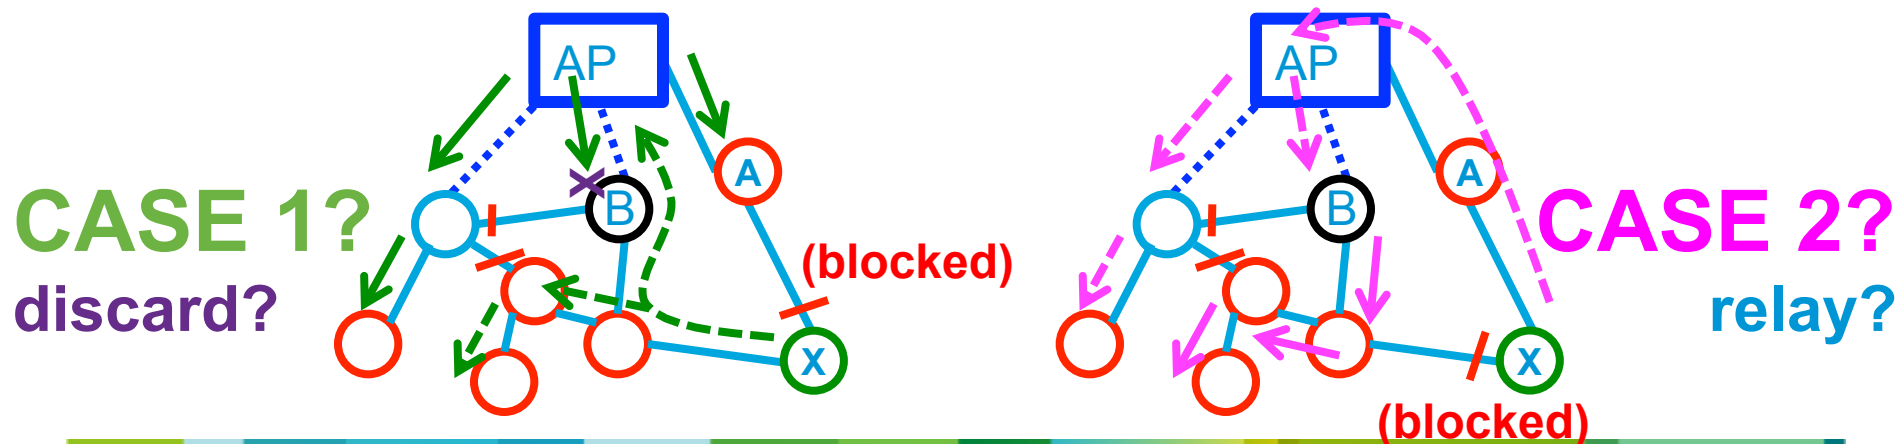 AP
A
X
B
CASE 1?
(blocked)
discard?
X
AP
A
B
CASE 2?
relay?
X
(blocked)